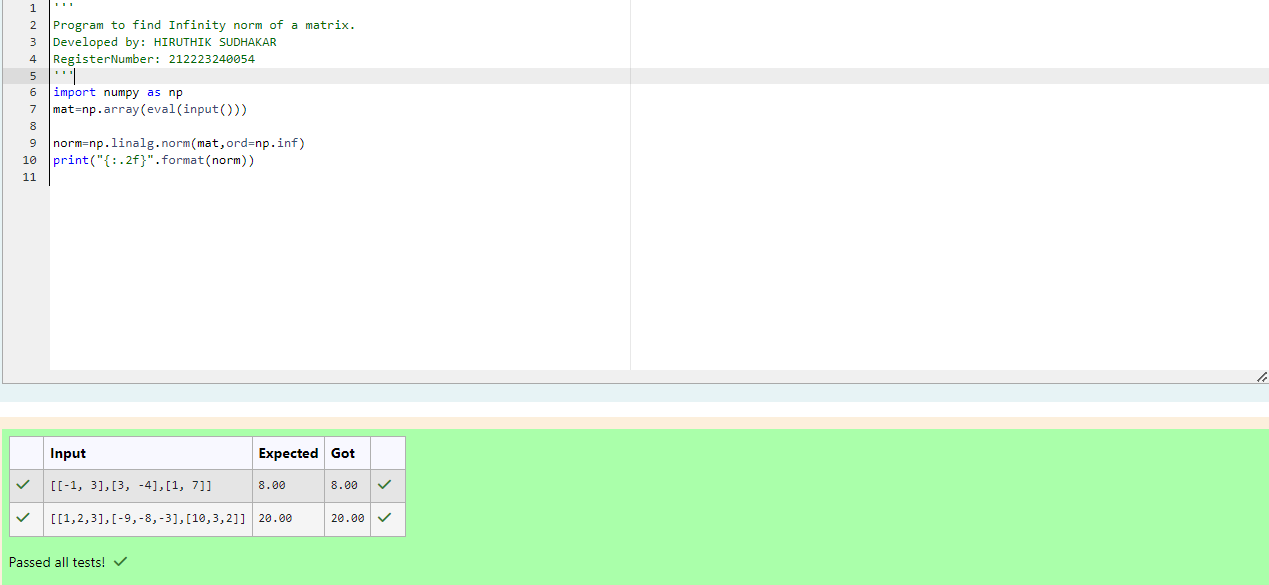 1 '''
2 Program to find Infinity norm of a matrix.
3 Developed by: HIRUTHIK SUDHAKAR
4 RegisterNumber: 212223240054
5 '''
6 import numpy as np
7 mat=np.array(eval(input()))
8
9 norm=np.linalg.norm(mat,ord=np.inf)
10 print("{:.2f}".format(norm))
11
Input Expected Got
[[-1, 3],[3, -4],[1, 7]] 8.00 8.00
[[1,2,3],[-9,-8,-3],[10,3,2]] 20.00 20.00
Passed all tests!